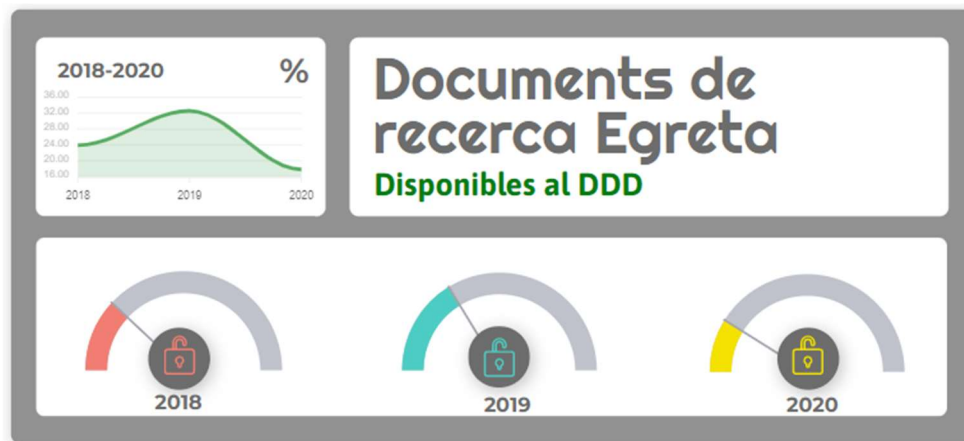 2018-2020 %
36.00
32.00
28.00
24.00
20.00
16.00
2018 2019 2020
Documents de
recerca Egreta
Disponibles al DDD
2018 2019 2020